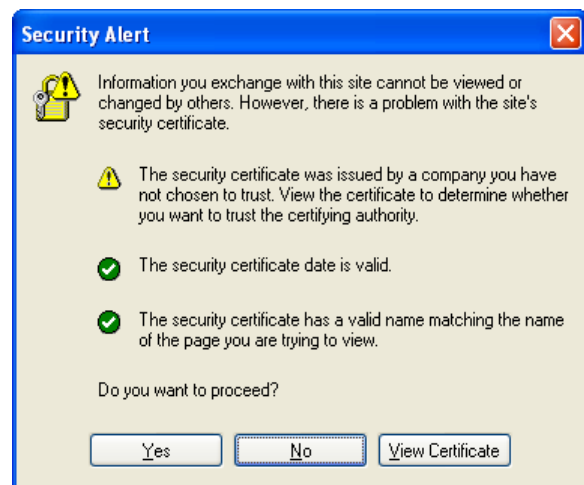 Security Alert
Information you exchange with this site cannot be viewed or
changed by others. However, there is a problem with the site's
security certificate.
The security certificate was issued by a company you have
not chosen to trust. View the certificate to determine whether
you want to trust the certifying authority.
The security certificate date is valid.
The security certificate has a valid name matching the name
of the page you are trying to view.
Do you want to proceed?
Yes No View Certificate